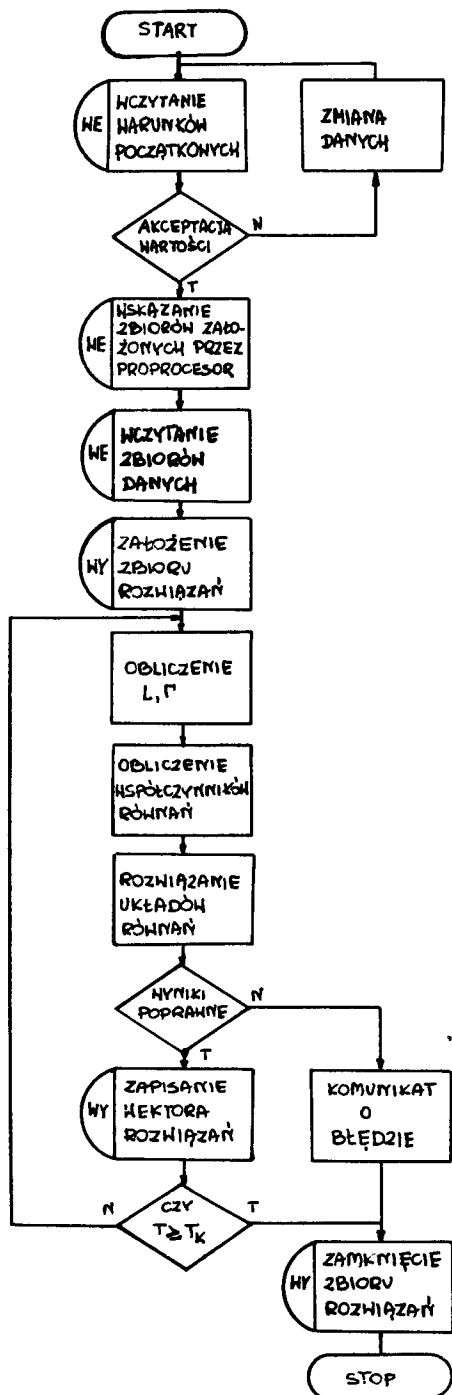 START
WE
WCZYTANIE
WARUNKÓW
POCZĄTKOWYCH
ZMIANA
DANYCH
AKCEPTACJA
WARTOŚCI
N
T
WE
WSKAZANIE
ZBIORÓW ZAŁO-
ŻONYCH PRZEZ
PROPROCESOR
WE
WCZYTANIE
ZBIORÓW
DANYCH
WY
ZAŁOŻENIE
ZBIORU
ROZWIĄZAŃ
OBLICZENIE
L, Γ
OBLICZENIE
WSPÓŁCZYNNIKÓW
RÓWNAŃ
ROZWIĄZANIE
UKŁADÓW
RÓWNAŃ
WYNIKI
POPRAWNE
N
T
WY
ZAPISANIE
WEKTORA
ROZWIĄZAŃ
KOMUNIKAT
O
BŁĘDZIE
N
CZY
T ≥ TK
T
WY
ZAMKNIĘCIE
ZBIORU
ROZWIĄZAŃ
STOP